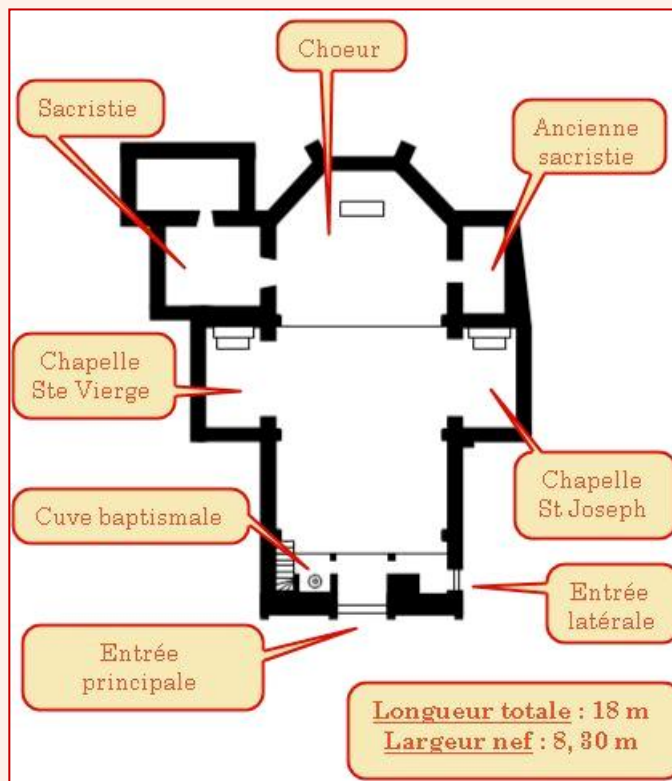 Choeur
Sacristie
Ancienne
sacristie
Chapelle
Ste Vierge
Chapelle
St Joseph
Cuve baptismale
Entrée
latérale
Entrée
principale
Longueur totale : 18 m
Largeur nef : 8, 30 m